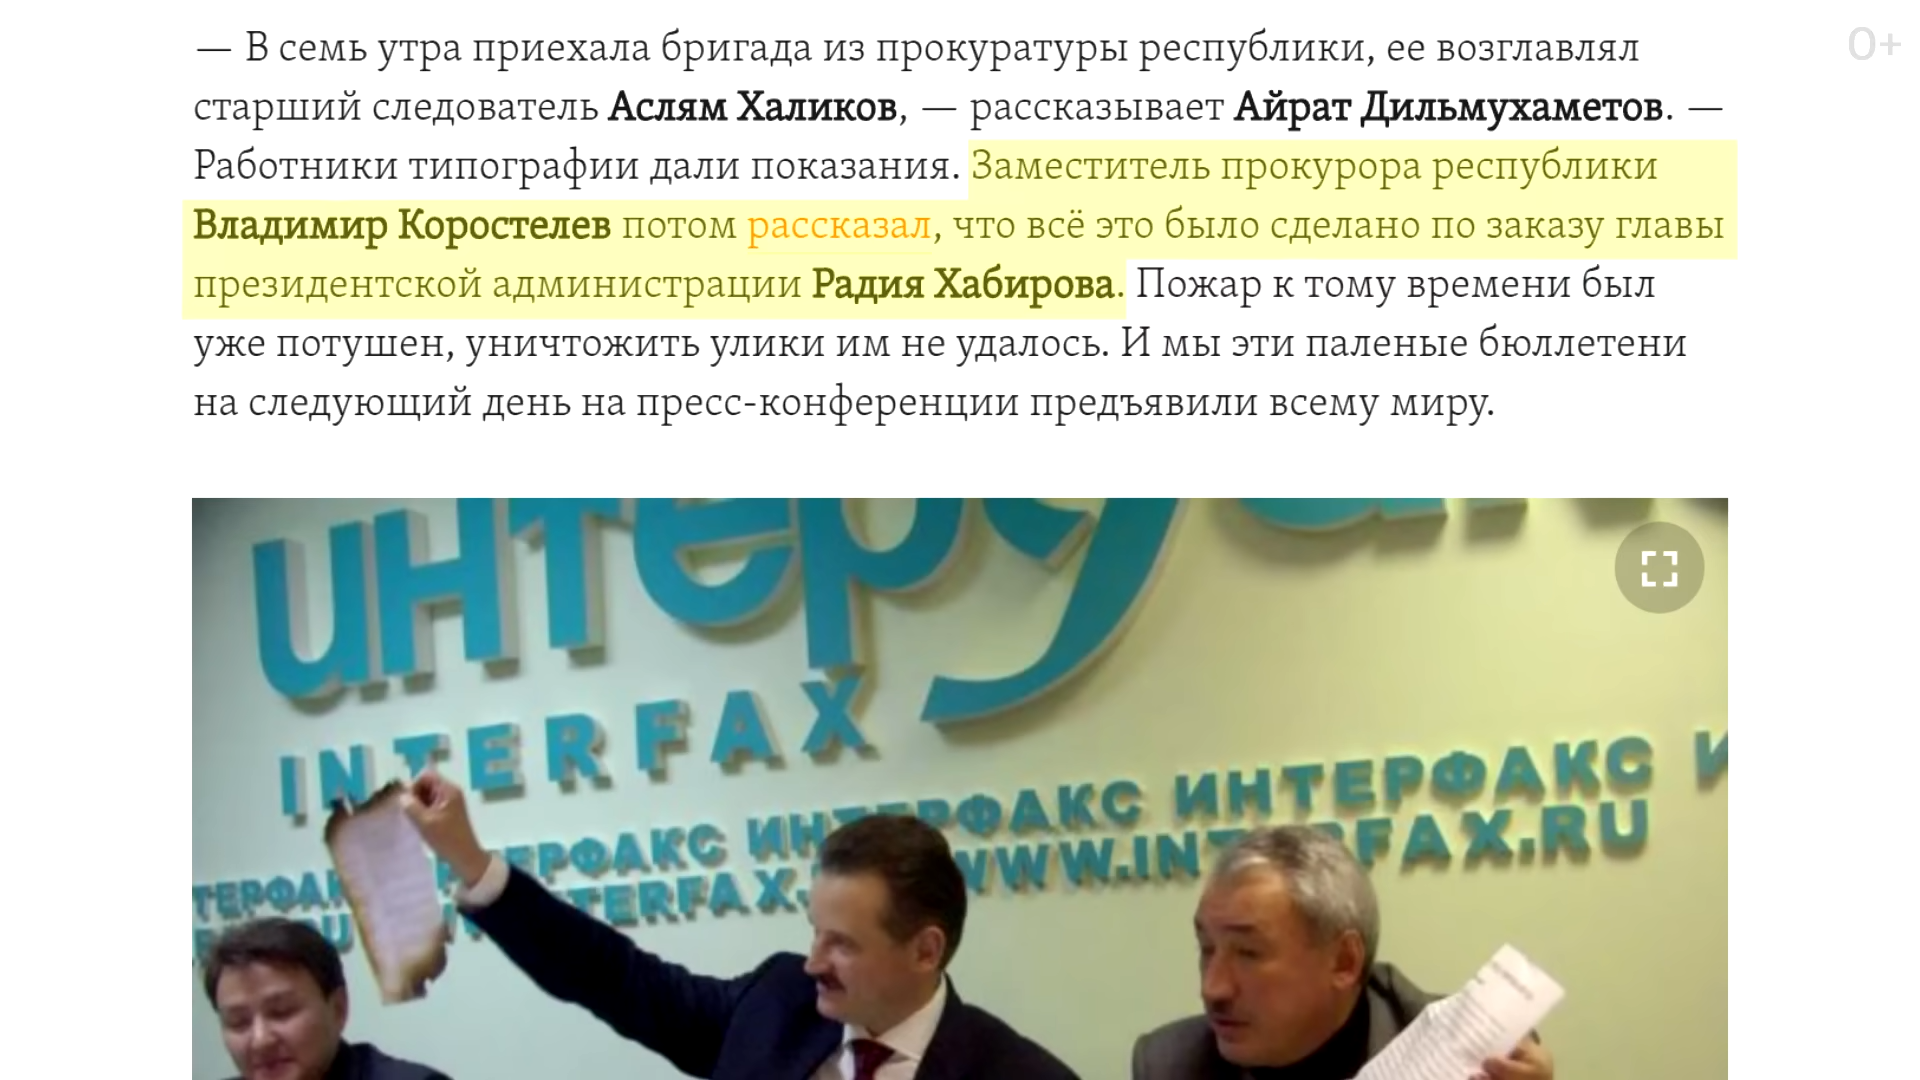 — В семь утра приехала бригада из прокуратуры республики, ее возглавлял
0+
старший следователь Аслям Халиков, — рассказывает Айрат Дильмухаметов. —
Работники типографии дали показания. Заместитель прокурора республики
Владимир Коростелев потом рассказал, что всё это было сделано по заказу главы
президентской администрации Радия Хабирова. Пожар к тому времени был
уже потушен, уничтожить улики им не удалось. И мы эти паленые бюллетени
на следующий день на пресс-конференции предъявили всему миру.
интерф
INTERFAX
ИНТЕРФАКС ИНТЕРФАКС И
WWW.INTERFAX.RU